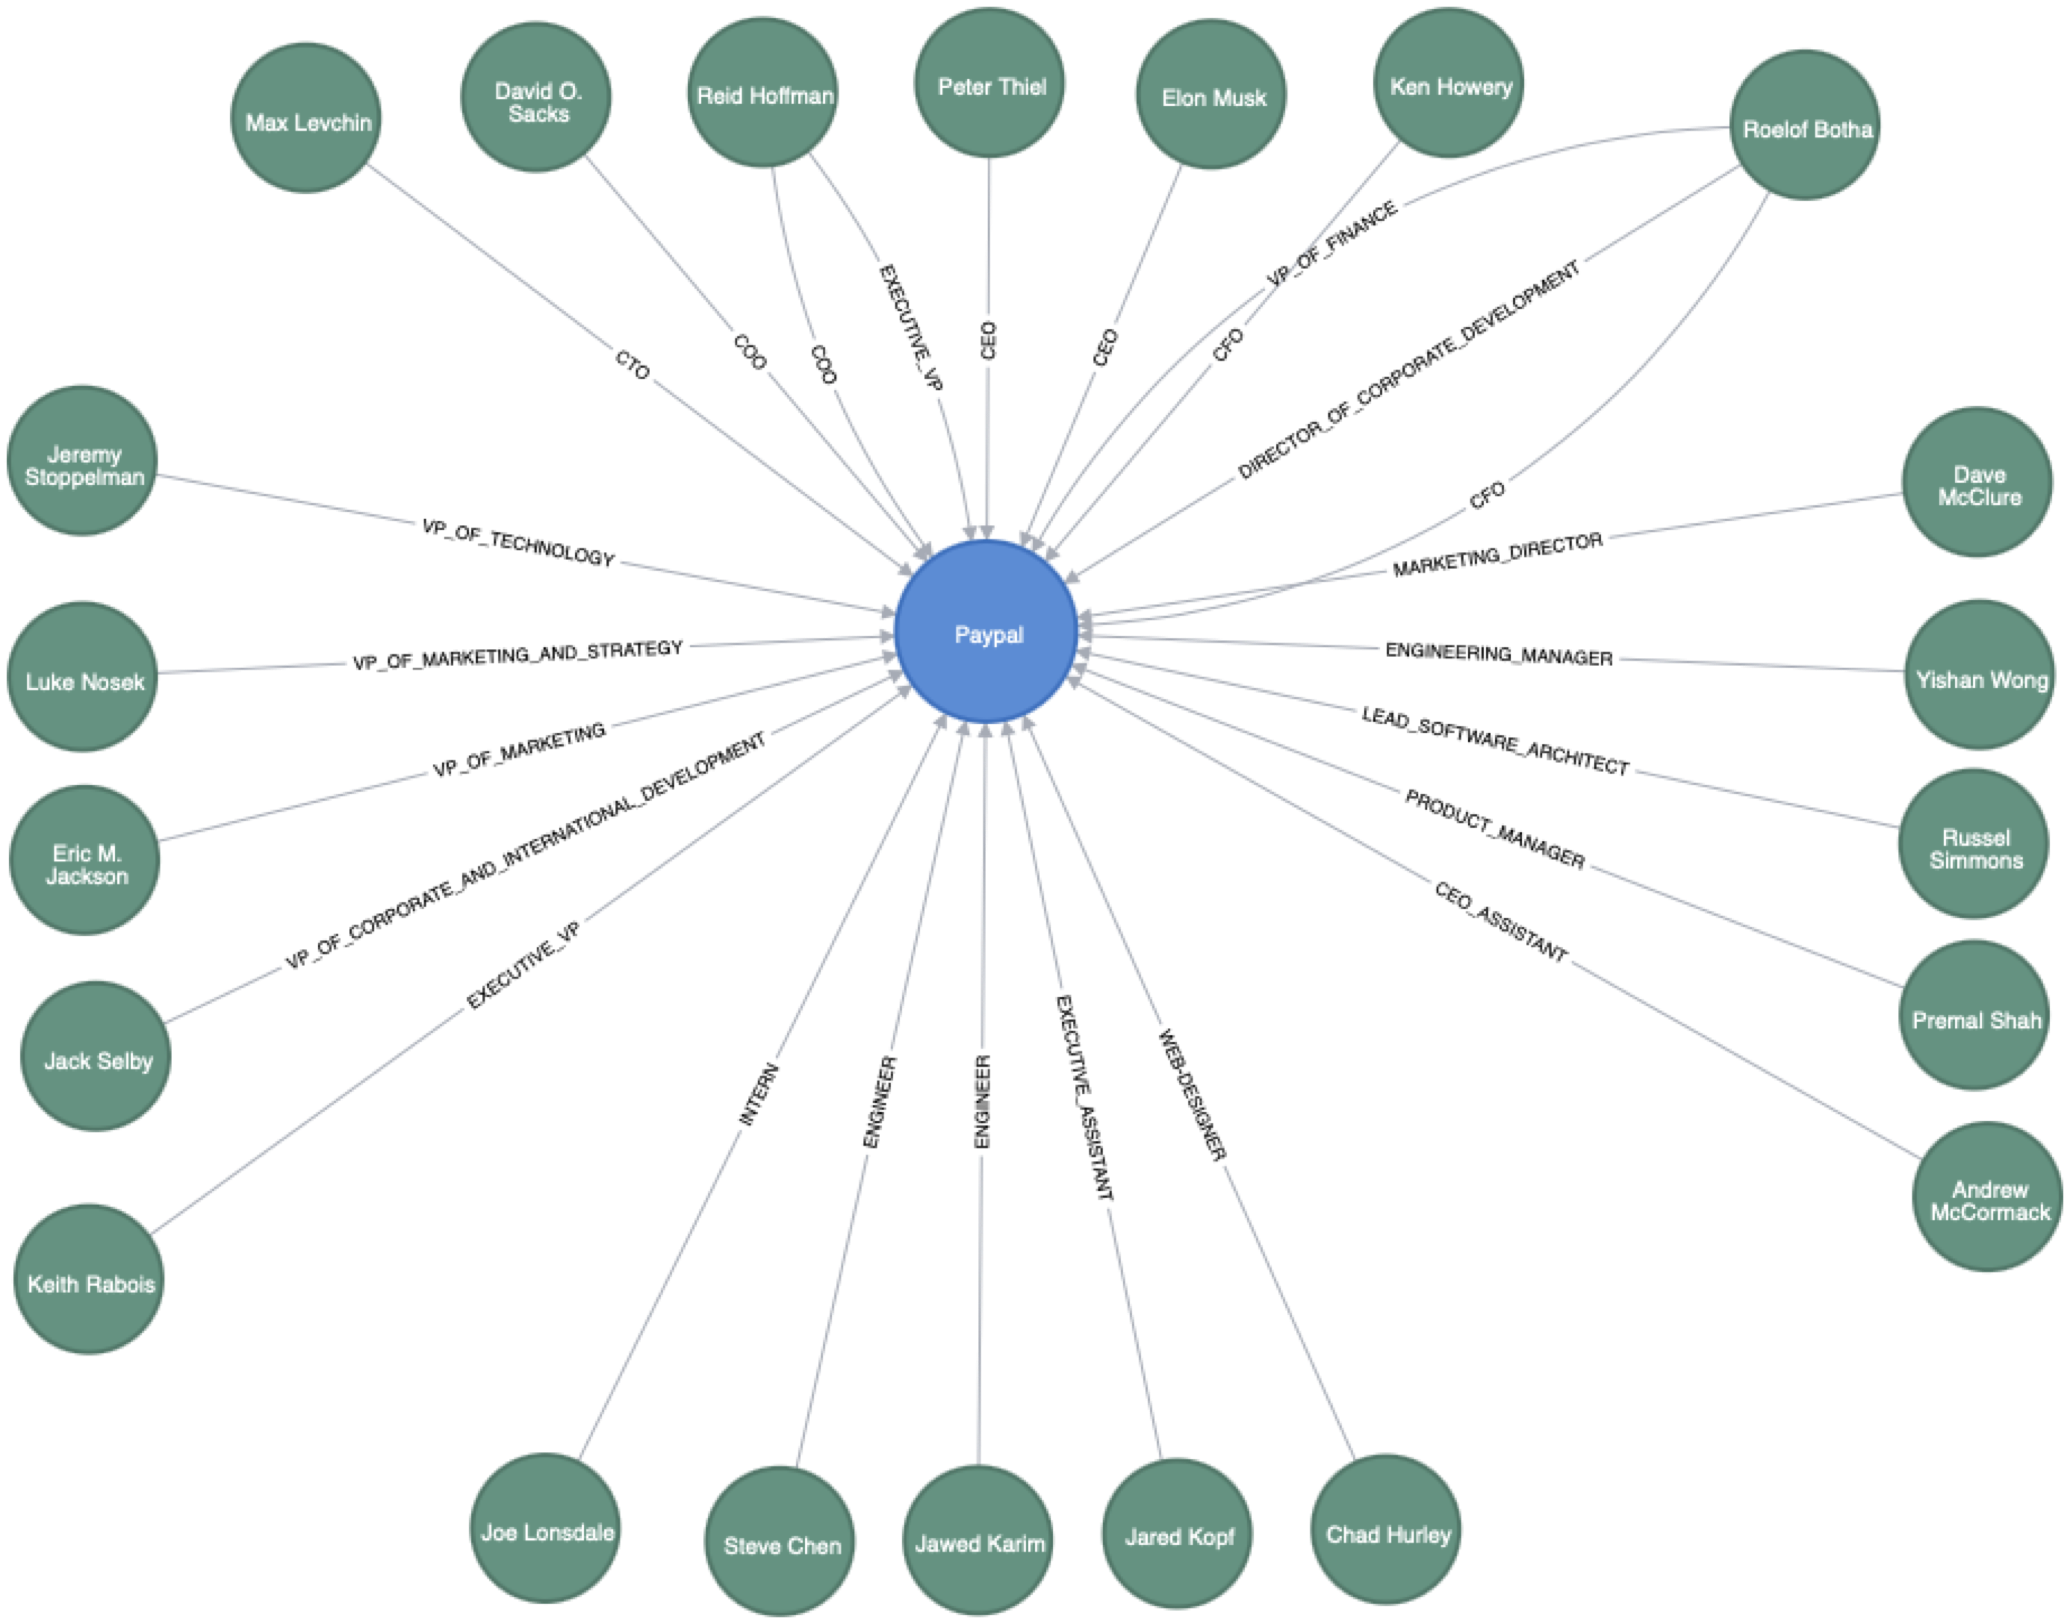 Max Levchin
David O.
Sacks
Reid Hoffman
Peter Thiel
Elon Musk
Ken Howery
Roelof Botha
CTO
COO
COO
EXECUTIVE_VP
CEO
CEO
CFO
VP_OF_FINANCE
DIRECTOR_OF_CORPORATE_DEVELOPMENT
CFO
Jeremy
Stoppelman
VP_OF_TECHNOLOGY
Dave
McClure
MARKETING_DIRECTOR
Paypal
Luke Nosek
VP_OF_MARKETING_AND_STRATEGY
ENGINEERING_MANAGER
Yishan Wong
Eric M.
Jackson
VP_OF_MARKETING
LEAD_SOFTWARE_ARCHITECT
Russel
Simmons
Jack Selby
VP_OF_CORPORATE_AND_INTERNATIONAL_DEVELOPMENT
PRODUCT_MANAGER
Premal Shah
Keith Rabois
EXECUTIVE_VP
CEO_ASSISTANT
Andrew
McCormack
INTERN
ENGINEER
ENGINEER
EXECUTIVE_ASSISTANT
WEB-DESIGNER
Joe Lonsdale
Steve Chen
Jawed Karim
Jared Kopf
Chad Hurley